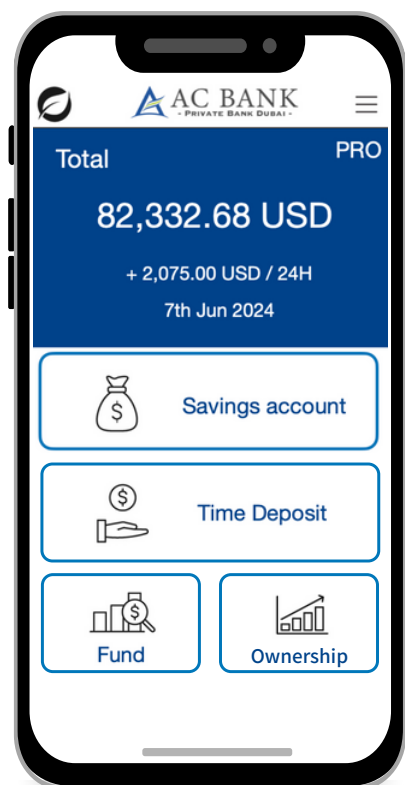 AC BANK
- PRIVATE BANK DUBAI -
Total
PRO
82,332.68 USD
+ 2,075.00 USD / 24H
7th Jun 2024
$
Savings account
$
Time Deposit
$
Fund
Ownership